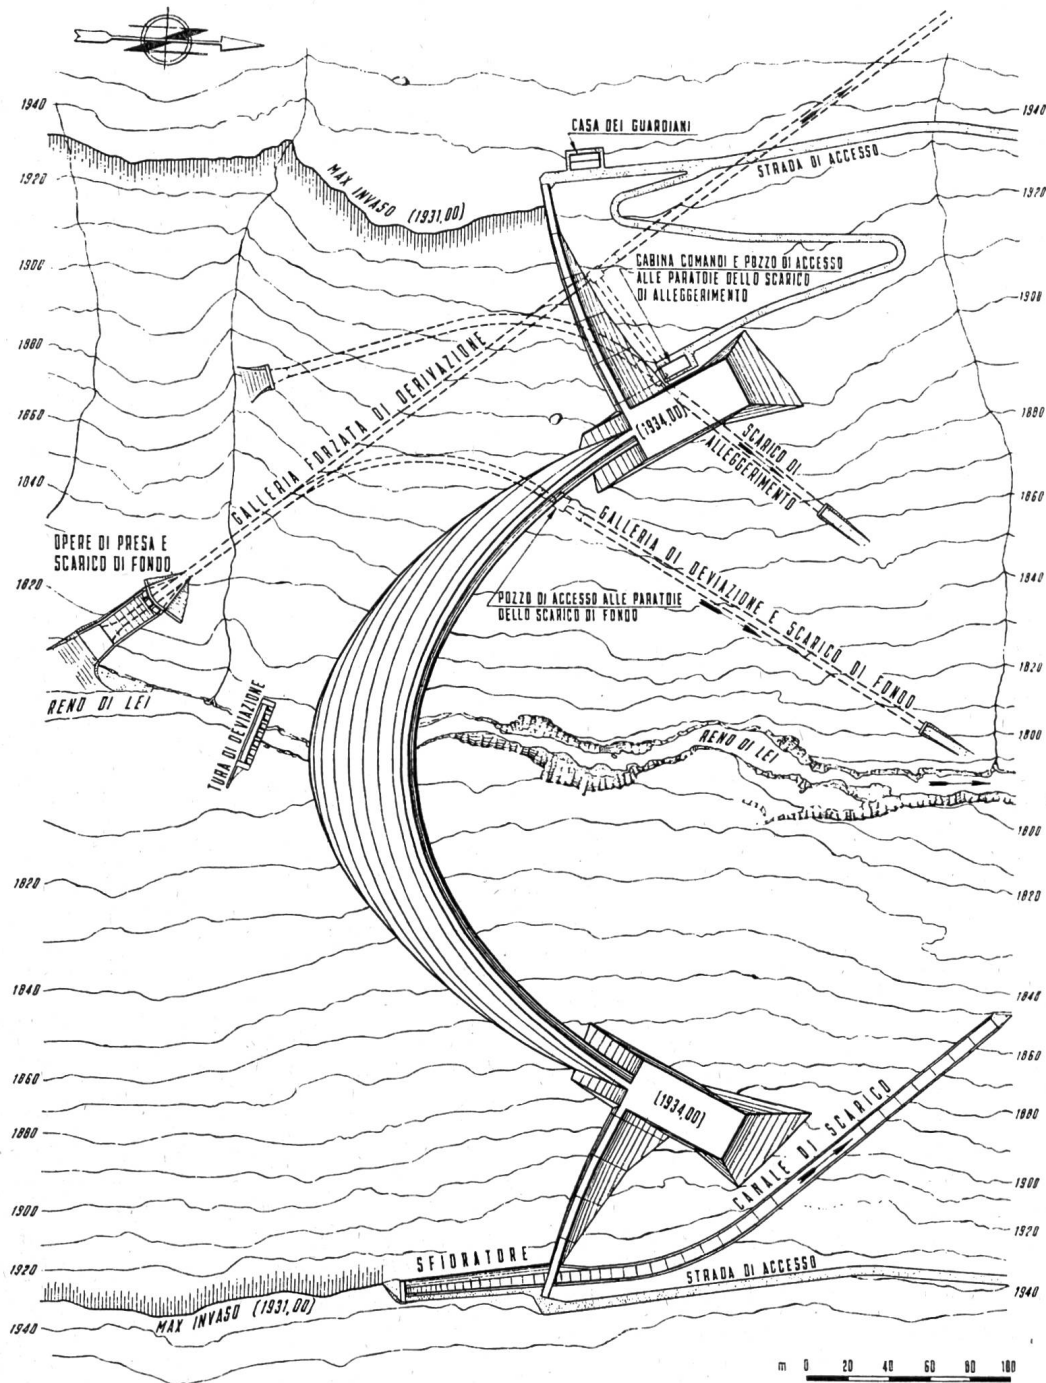 CASA DEI GUARDIANI
1940
1940
STRADA DI ACCESSO
1920
1920
MAX INVASO (1931,00)
CABINA COMANDI E POZZO DI ACCESSO
ALLE PARATOIE DELLO SCARICO
DI ALLEGGERIMENTO
1900
1900
1880
1880
GALLERIA FORZATA DI DERIVAZIONE
(1934,00)
1860
SCARICO DI
ALLEGGERIMENTO
1840
1860
GALLERIA DI DEVIAZIONE E SCARICO DI FONDO
OPERE DI PRESA E
SCARICO DI FONDO
1820
1840
POZZO DI ACCESSO ALLE PARATOIE
DELLO SCARICO DI FONDO
1820
RENO DI LEI
TURA DI DEVIAZIONE
RENO DI LEI
1800
1800
1820
1820
1840
1840
1860
1860
(1934,00)
CANALE DI SCARICO
1880
1880
1900
1900
1920
SFIORATORE
1920
STRADA DI ACCESSO
1940
MAX INVASO (1931,00)
1940
m 0 20 40 60 80 100